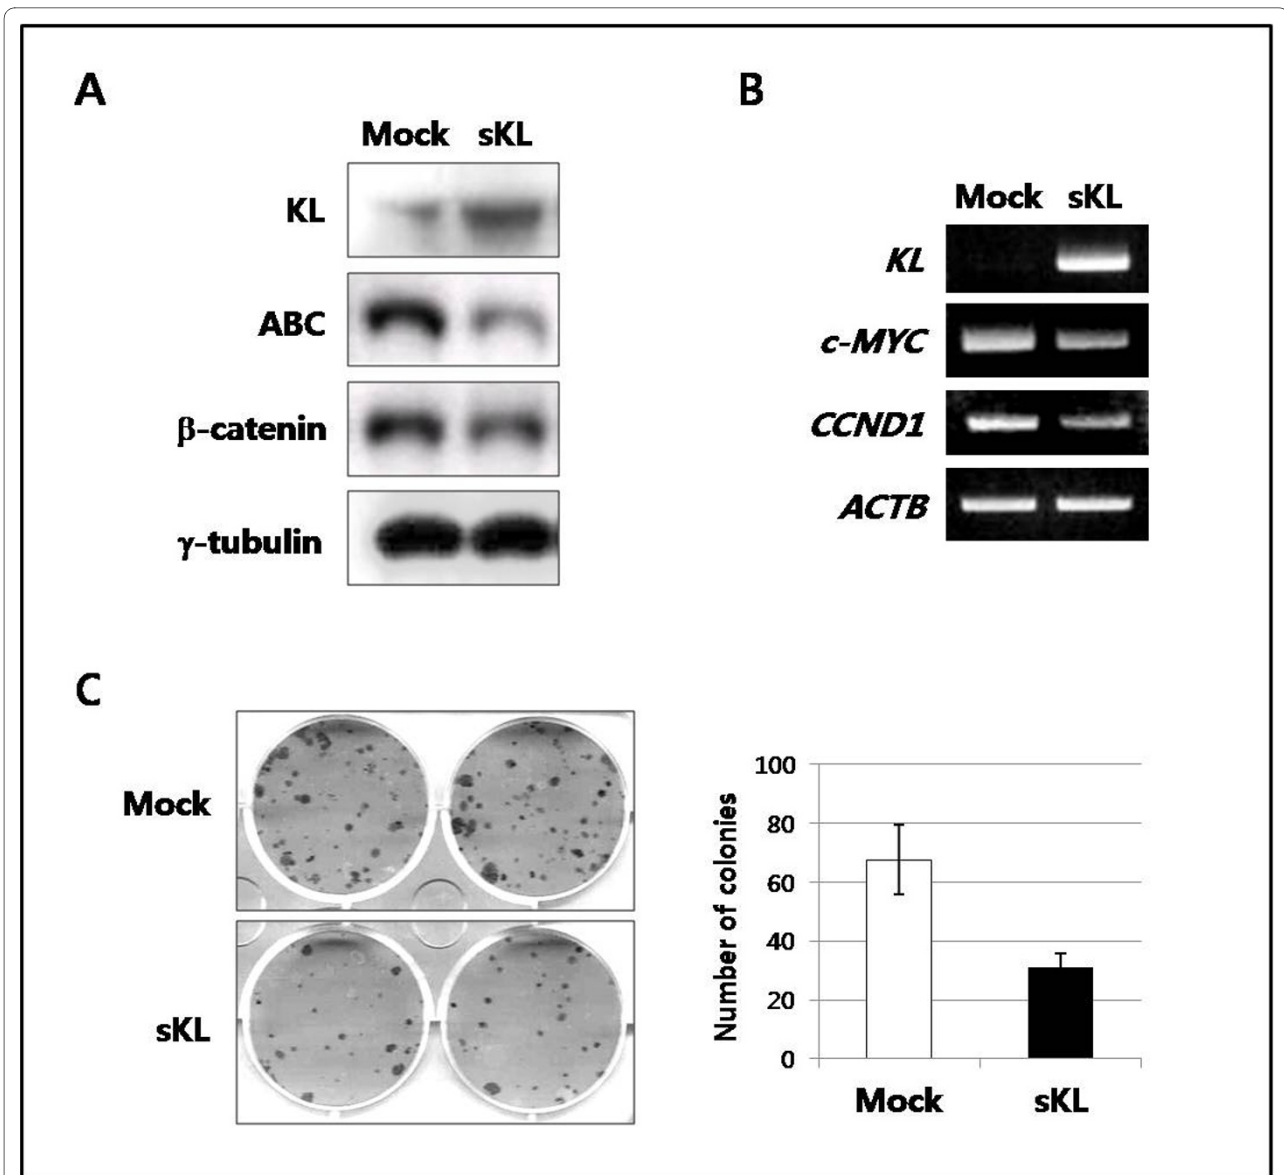 A
Mock sKL
KL
ABC
β-catenin
γ-tubulin
B
Mock sKL
KL
c-MYC
CCND1
ACTB
C
Mock
sKL
Number of colonies
100
80
60
40
20
0
Mock sKL